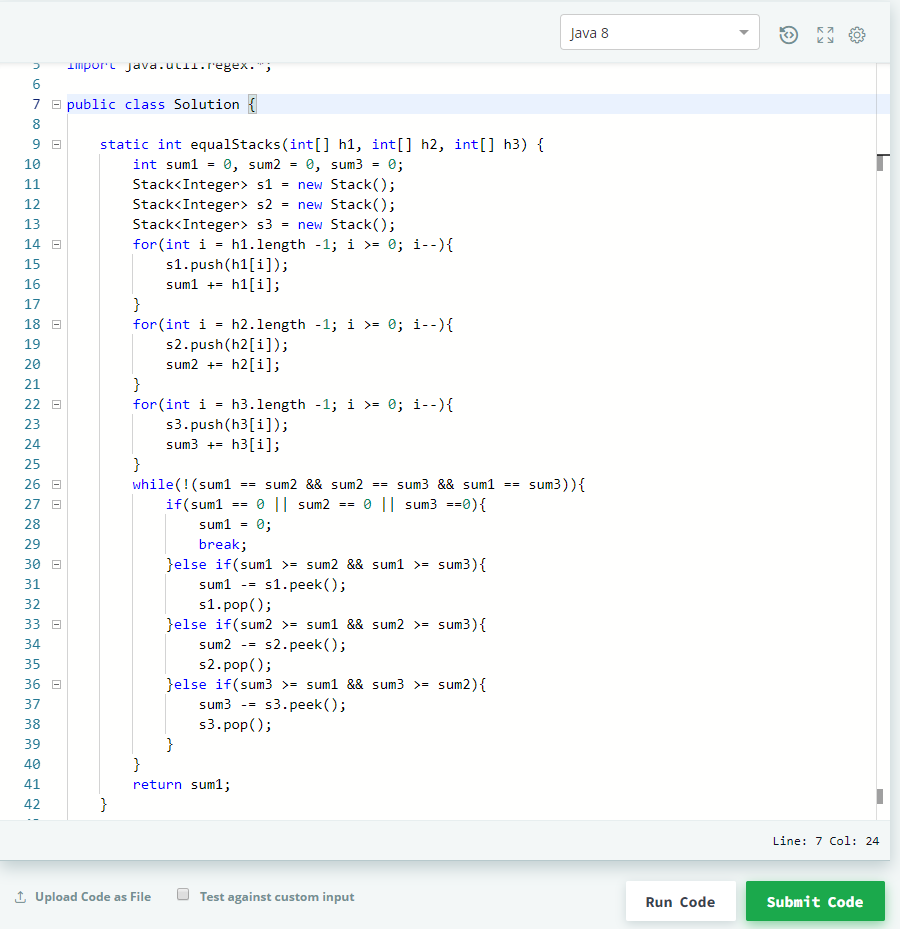 Java 8
5 import java.util.regex.*;
6
7 public class Solution {
8
9 static int equalStacks(int[] h1, int[] h2, int[] h3) {
10 int sum1 = 0, sum2 = 0, sum3 = 0;
11 Stack<Integer> s1 = new Stack();
12 Stack<Integer> s2 = new Stack();
13 Stack<Integer> s3 = new Stack();
14 for(int i = h1.length -1; i >= 0; i--){
15 s1.push(h1[i]);
16 sum1 += h1[i];
17 }
18 for(int i = h2.length -1; i >= 0; i--){
19 s2.push(h2[i]);
20 sum2 += h2[i];
21 }
22 for(int i = h3.length -1; i >= 0; i--){
23 s3.push(h3[i]);
24 sum3 += h3[i];
25 }
26 while(!(sum1 == sum2 && sum2 == sum3 && sum1 == sum3)){
27 if(sum1 == 0 || sum2 == 0 || sum3 ==0){
28 sum1 = 0;
29 break;
30 }else if(sum1 >= sum2 && sum1 >= sum3){
31 sum1 -= s1.peek();
32 s1.pop();
33 }else if(sum2 >= sum1 && sum2 >= sum3){
34 sum2 -= s2.peek();
35 s2.pop();
36 }else if(sum3 >= sum1 && sum3 >= sum2){
37 sum3 -= s3.peek();
38 s3.pop();
39 }
40 }
41 return sum1;
42 }
Line: 7 Col: 24
Upload Code as File Test against custom input
Run Code Submit Code